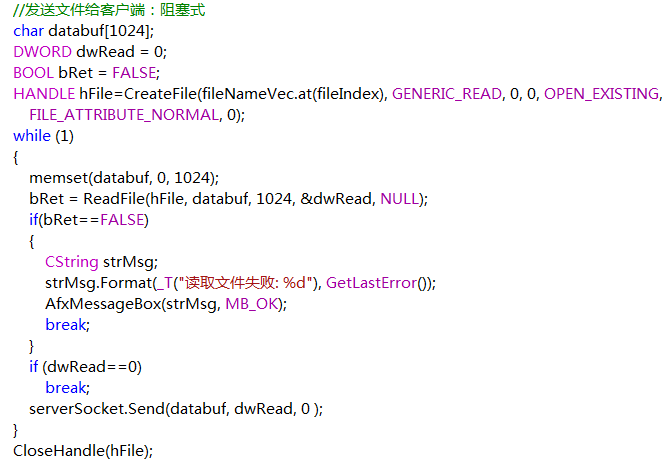 //发送文件给客户端：阻塞式
char databuf[1024];
DWORD dwRead = 0;
BOOL bRet = FALSE;
HANDLE hFile=CreateFile(fileNameVec.at(fileIndex), GENERIC_READ, 0, 0, OPEN_EXISTING,
FILE_ATTRIBUTE_NORMAL, 0);
while (1)
{
memset(databuf, 0, 1024);
bRet = ReadFile(hFile, databuf, 1024, &dwRead, NULL);
if(bRet==FALSE)
{
CString strMsg;
strMsg.Format(_T("读取文件失败: %d"), GetLastError());
AfxMessageBox(strMsg, MB_OK);
break;
}
if (dwRead==0)
break;
serverSocket.Send(databuf, dwRead, 0 );
}
CloseHandle(hFile);